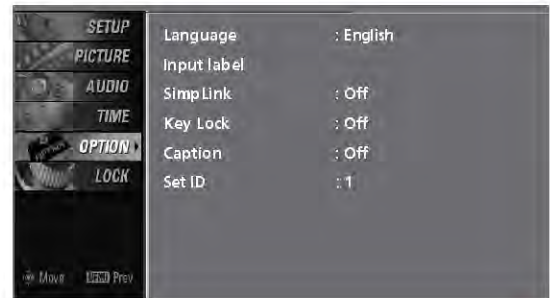 SETUP
PICTURE
AUDIO
TIME
OPTION
LOCK
Move
Prev
Language : English
Input label
SimpLink : Off
Key Lock : Off
Caption : Off
Set ID : 1